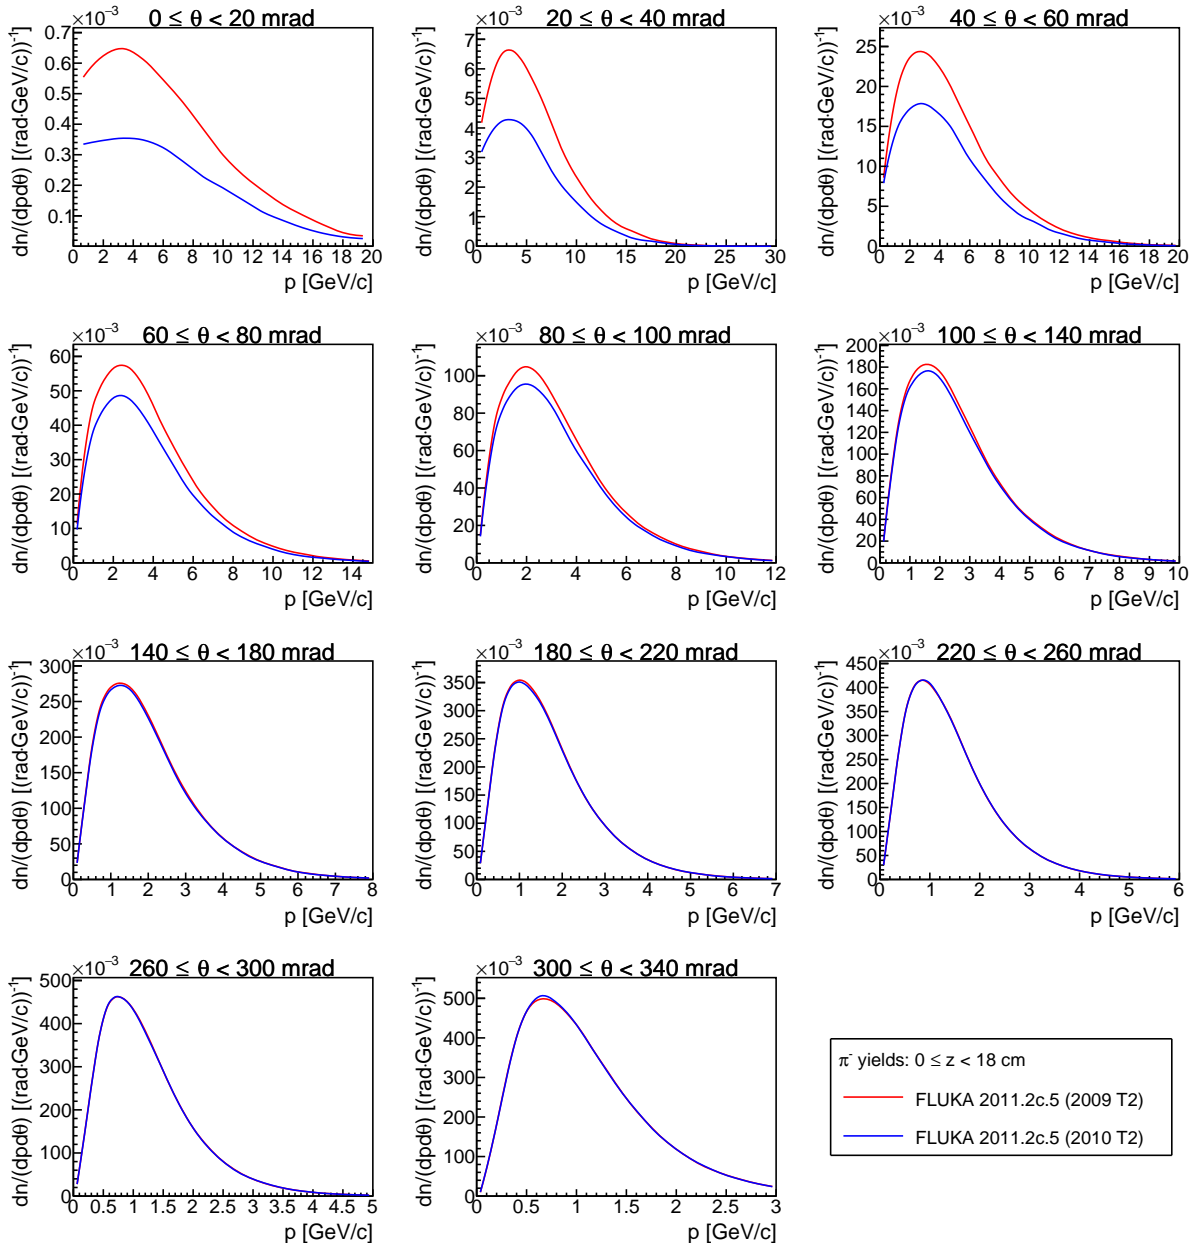 ×10⁻³ 0 ≤ θ < 20 mrad
dn/(dpdθ) [(rad·GeV/c))⁻¹]
0.7
0.6
0.5
0.4
0.3
0.2
0.1
0 2 4 6 8 10 12 14 16 18 20
p [GeV/c]
×10⁻³ 20 ≤ θ < 40 mrad
dn/(dpdθ) [(rad·GeV/c))⁻¹]
7
6
5
4
3
2
1
0
0 5 10 15 20 25 30
p [GeV/c]
×10⁻³ 40 ≤ θ < 60 mrad
dn/(dpdθ) [(rad·GeV/c))⁻¹]
25
20
15
10
5
0
0 2 4 6 8 10 12 14 16 18 20
p [GeV/c]
×10⁻³ 60 ≤ θ < 80 mrad
dn/(dpdθ) [(rad·GeV/c))⁻¹]
60
50
40
30
20
10
0
0 2 4 6 8 10 12 14
p [GeV/c]
×10⁻³ 80 ≤ θ < 100 mrad
dn/(dpdθ) [(rad·GeV/c))⁻¹]
100
80
60
40
20
0
0 2 4 6 8 10 12
p [GeV/c]
×10⁻³ 100 ≤ θ < 140 mrad
dn/(dpdθ) [(rad·GeV/c))⁻¹]
200
180
160
140
120
100
80
60
40
20
0
0 1 2 3 4 5 6 7 8 9 10
p [GeV/c]
×10⁻³ 140 ≤ θ < 180 mrad
dn/(dpdθ) [(rad·GeV/c))⁻¹]
300
250
200
150
100
50
0
0 1 2 3 4 5 6 7 8
p [GeV/c]
×10⁻³ 180 ≤ θ < 220 mrad
dn/(dpdθ) [(rad·GeV/c))⁻¹]
350
300
250
200
150
100
50
0
0 1 2 3 4 5 6 7
p [GeV/c]
×10⁻³ 220 ≤ θ < 260 mrad
dn/(dpdθ) [(rad·GeV/c))⁻¹]
450
400
350
300
250
200
150
100
50
0
0 1 2 3 4 5 6
p [GeV/c]
×10⁻³ 260 ≤ θ < 300 mrad
dn/(dpdθ) [(rad·GeV/c))⁻¹]
500
400
300
200
100
0
0 0.5 1 1.5 2 2.5 3 3.5 4 4.5 5
p [GeV/c]
×10⁻³ 300 ≤ θ < 340 mrad
dn/(dpdθ) [(rad·GeV/c))⁻¹]
500
400
300
200
100
0
0 0.5 1 1.5 2 2.5 3
p [GeV/c]
π⁻ yields: 0 ≤ z < 18 cm
FLUKA 2011.2c.5 (2009 T2)
FLUKA 2011.2c.5 (2010 T2)